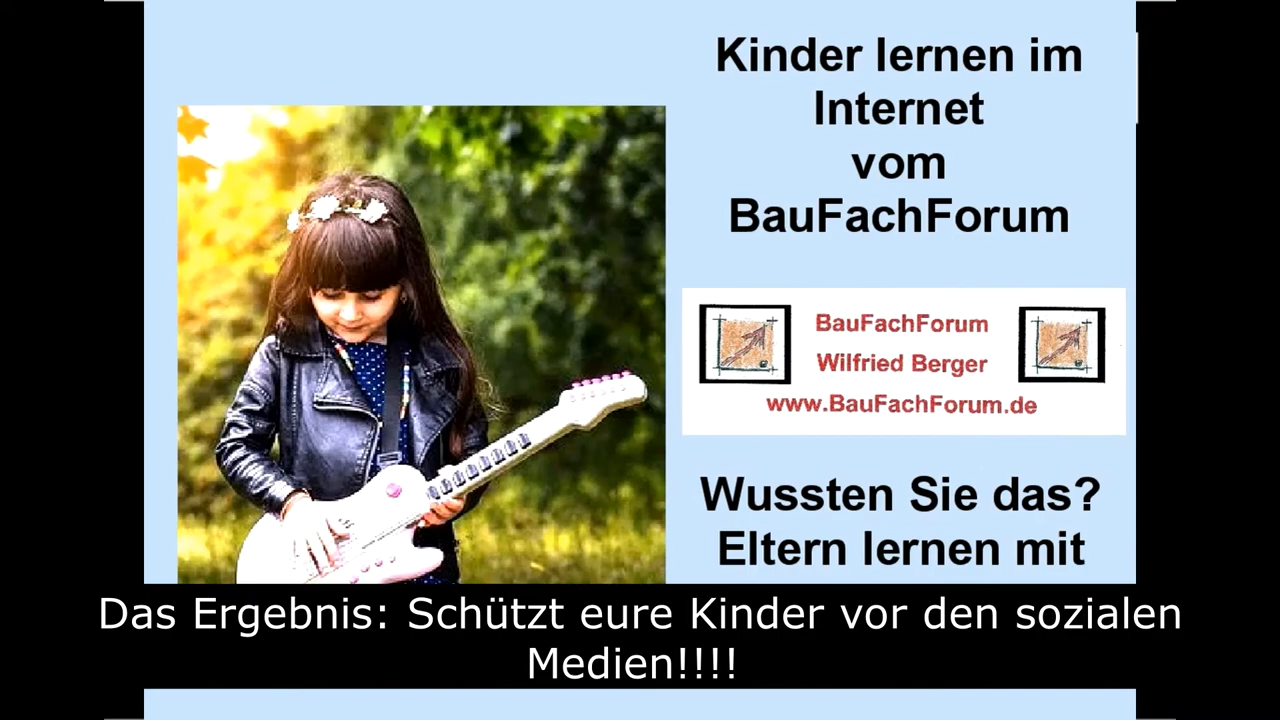 Kinder lernen im
Internet
vom
BauFachForum
BauFachForum
Wilfried Berger
www.BauFachForum.de
Wussten Sie das?
Eltern lernen mit
Das Ergebnis: Schützt eure Kinder vor den sozialen
Medien!!!!